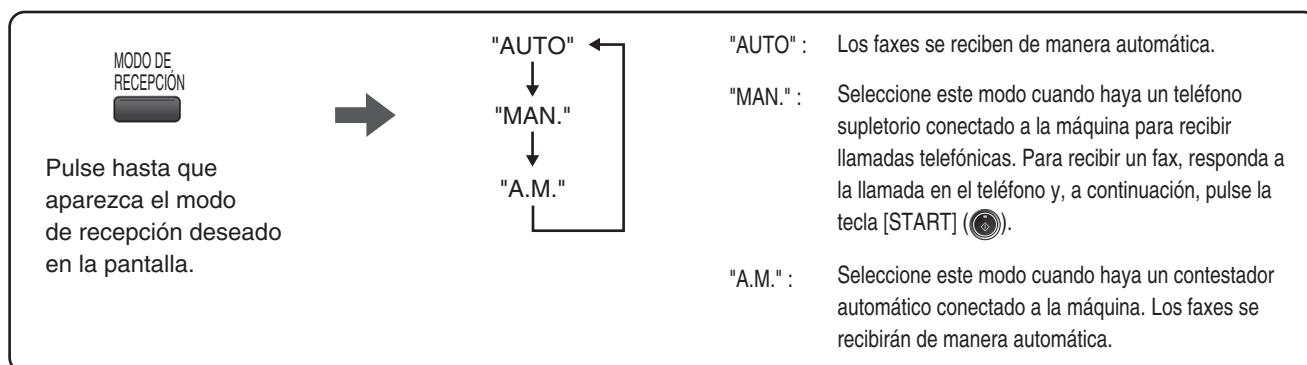 MODO DE
RECEPCIÓN
Pulse hasta que
aparezca el modo
de recepción deseado
en la pantalla.
"AUTO"
"MAN."
"A.M."
"AUTO" : Los faxes se reciben de manera automática.
"MAN." : Seleccione este modo cuando haya un teléfono
supletorio conectado a la máquina para recibir
llamadas telefónicas. Para recibir un fax, responda a
la llamada en el teléfono y, a continuación, pulse la
tecla [START] ( ).
"A.M." : Seleccione este modo cuando haya un contestador
automático conectado a la máquina. Los faxes se
recibirán de manera automática.